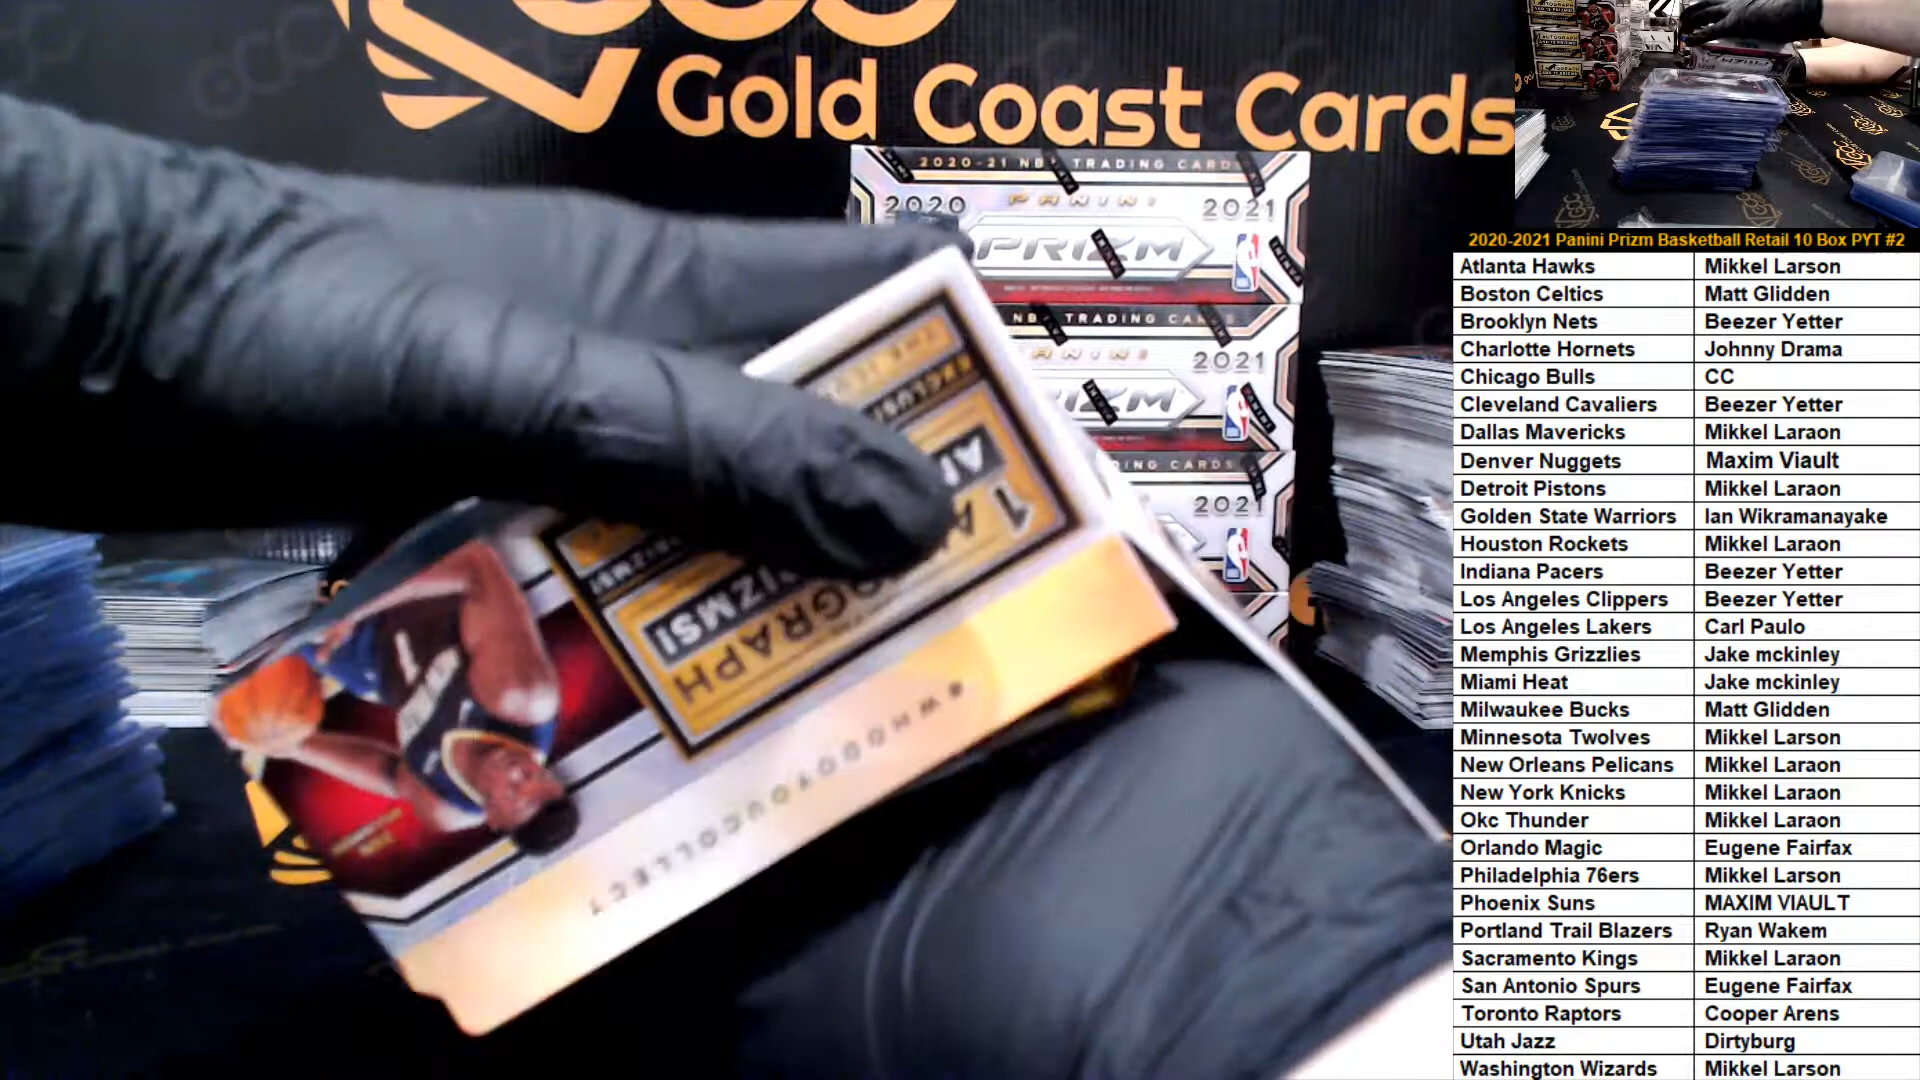 Gold Coast Cards
2020-21 NBA TRADING CARDS
2020 PANINI 2021
PRIZM
NBA TRADING CARDS
PANINI 2021
2021
1 AUTOGRAPH
#WHODOYOUCOLLECT
2020-2021 Panini Prizm Basketball Retail 10 Box PYT #2
Atlanta Hawks Mikkel Larson
Boston Celtics Matt Glidden
Brooklyn Nets Beezer Yetter
Charlotte Hornets Johnny Drama
Chicago Bulls CC
Cleveland Cavaliers Beezer Yetter
Dallas Mavericks Mikkel Laraon
Denver Nuggets Maxim Viault
Detroit Pistons Mikkel Laraon
Golden State Warriors Ian Wikramanayake
Houston Rockets Mikkel Laraon
Indiana Pacers Beezer Yetter
Los Angeles Clippers Beezer Yetter
Los Angeles Lakers Carl Paulo
Memphis Grizzlies Jake mckinley
Miami Heat Jake mckinley
Milwaukee Bucks Matt Glidden
Minnesota Twolves Mikkel Larson
New Orleans Pelicans Mikkel Laraon
New York Knicks Mikkel Laraon
Okc Thunder Mikkel Laraon
Orlando Magic Eugene Fairfax
Philadelphia 76ers Mikkel Larson
Phoenix Suns MAXIM VIAULT
Portland Trail Blazers Ryan Wakem
Sacramento Kings Mikkel Laraon
San Antonio Spurs Eugene Fairfax
Toronto Raptors Cooper Arens
Utah Jazz Dirtyburg
Washington Wizards Mikkel Larson